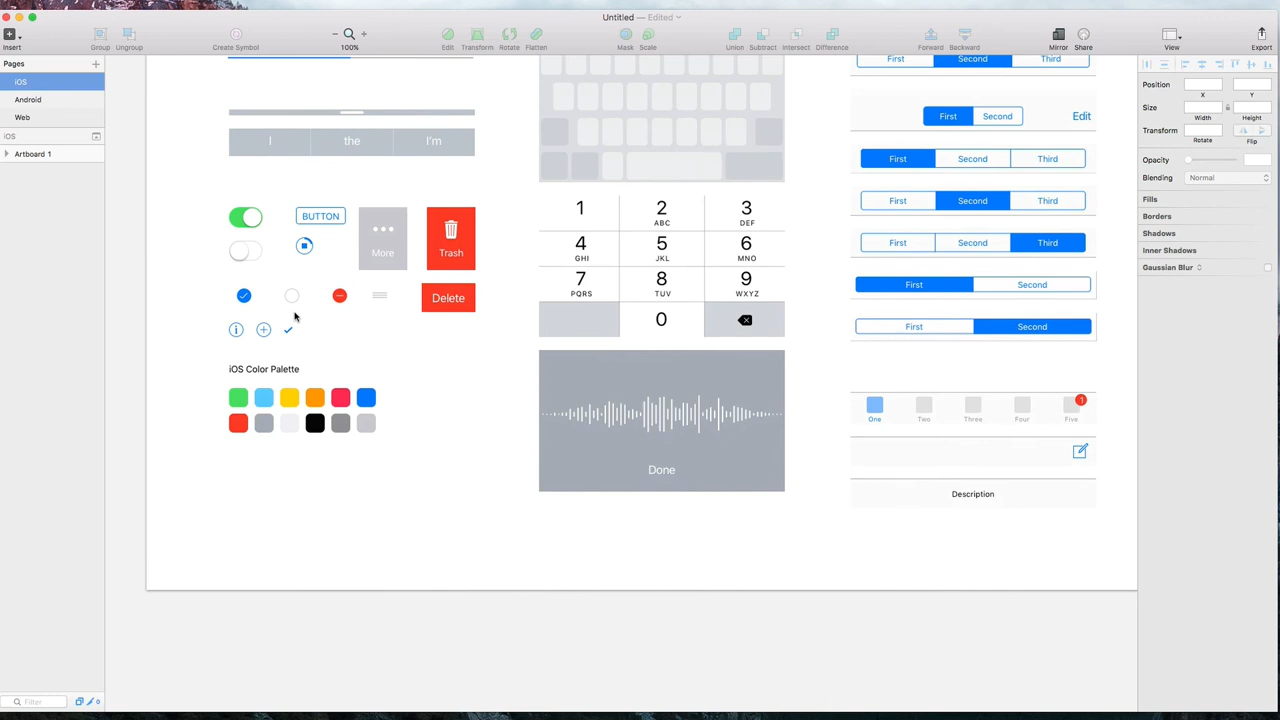 Untitled — Edited
Insert
Group
Ungroup
Create Symbol
100%
Edit
Transform
Rotate
Flatten
Mask
Scale
Union
Subtract
Intersect
Difference
Forward
Backward
Mirror
Share
View
Export
Pages
iOS
Android
Web
iOS
Artboard 1
Filter
0
I
the
I'm
BUTTON
More
Trash
Delete
iOS Color Palette
1
2
ABC
3
DEF
4
GHI
5
JKL
6
MNO
7
PQRS
8
TUV
9
WXYZ
0
Done
First
Second
Third
First
Second
Edit
First
Second
Third
First
Second
Third
First
Second
Third
First
Second
First
Second
1
One
Two
Three
Four
Five
Description
Position
X
Y
Size
Width
Height
Transform
Rotate
Flip
Opacity
Blending
Normal
Fills
Borders
Shadows
Inner Shadows
Gaussian Blur